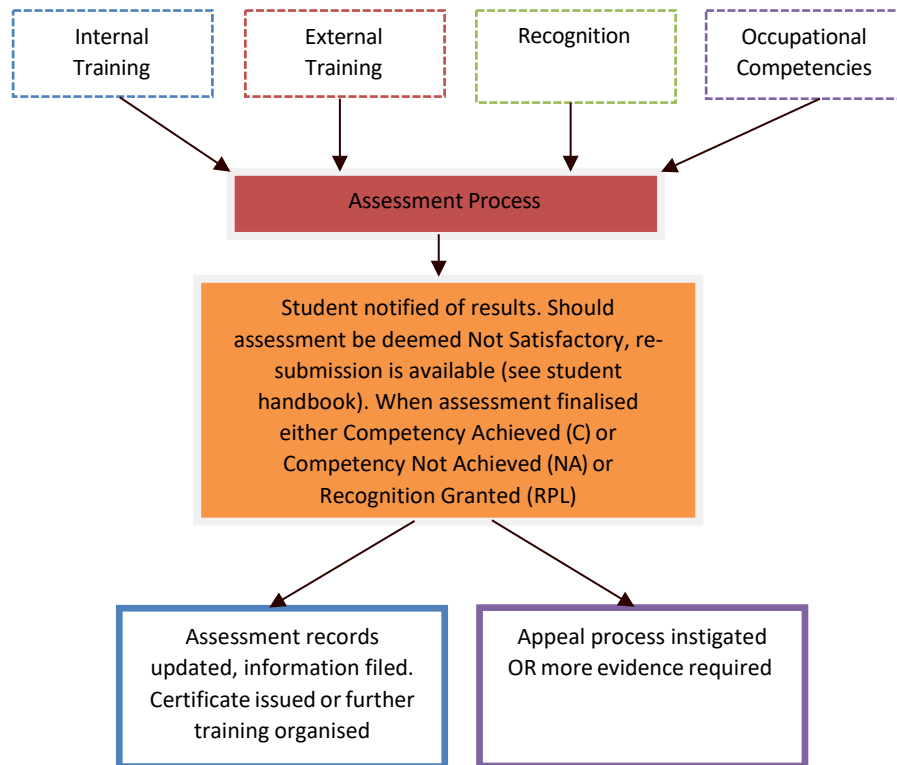 Internal
Training
External
Training
Recognition
Occupational
Competencies
Assessment Process
Student notified of results. Should
assessment be deemed Not Satisfactory, re-
submission is available (see student
handbook). When assessment finalised
either Competency Achieved (C) or
Competency Not Achieved (NA) or
Recognition Granted (RPL)
Assessment records
updated, information filed.
Certificate issued or further
training organised
Appeal process instigated
OR more evidence required